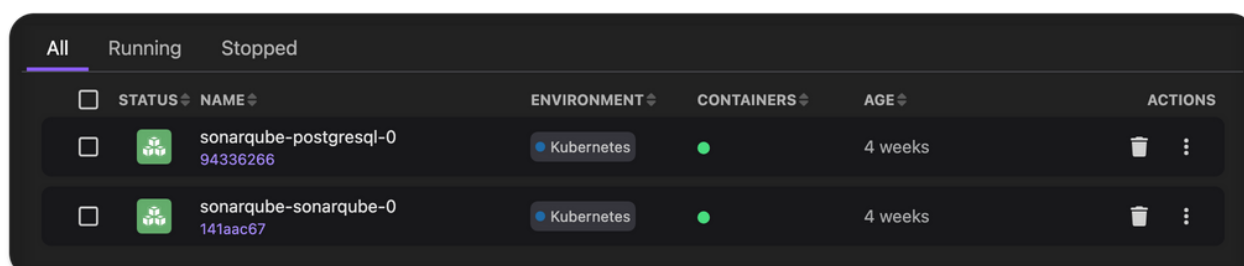 All Running Stopped
STATUS NAME ENVIRONMENT CONTAINERS AGE ACTIONS
sonarqube-postgresql-0
94336266
Kubernetes
4 weeks
sonarqube-sonarqube-0
141aac67
Kubernetes
4 weeks